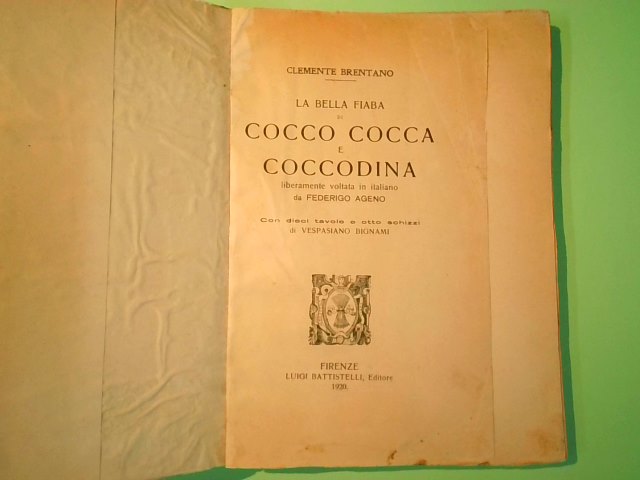 CLEMENTE BRENTANO
LA BELLA FIABA
DI
COCCO COCCA
E
COCCODINA
liberamente voltata in italiano
da FEDERIGO AGENO
Con dieci tavole e otto schizzi
di VESPASIANO BIGNAMI
FIRENZE
LUIGI BATTISTELLI, Editore
1920